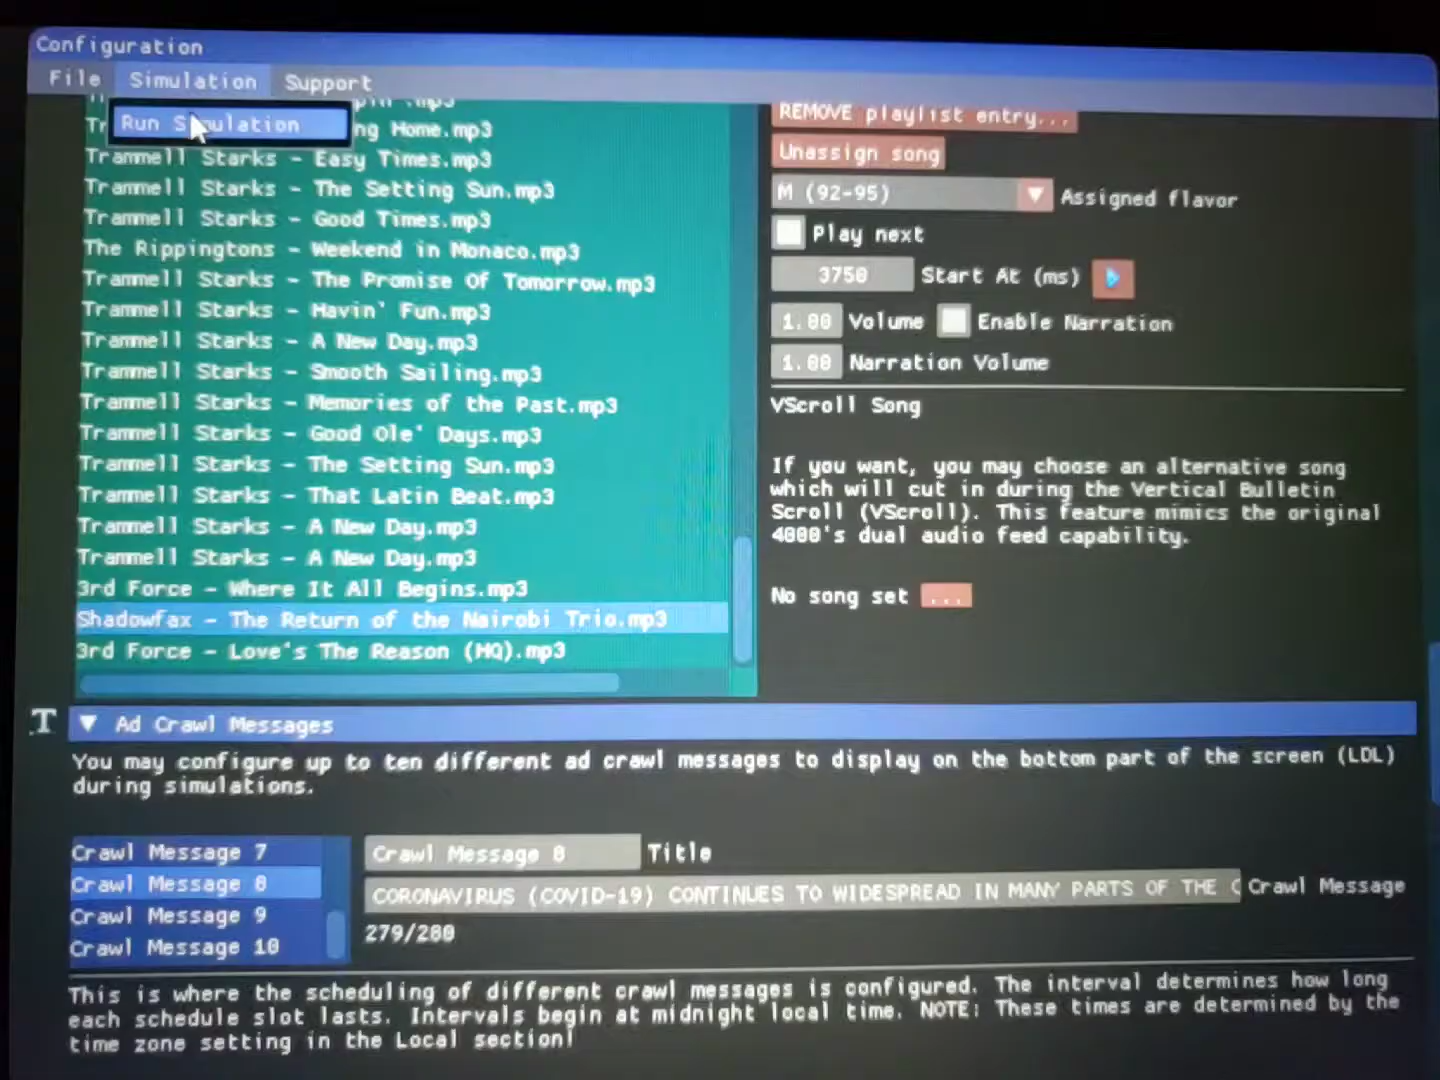 Configuration
File Simulation Support
Run Simulation
ng Home.mp3
Trammell Starks - Easy Times.mp3
Trammell Starks - The Setting Sun.mp3
Trammell Starks - Good Times.mp3
The Rippingtons - Weekend in Monaco.mp3
Trammell Starks - The Promise Of Tomorrow.mp3
Trammell Starks - Havin' Fun.mp3
Trammell Starks - A New Day.mp3
Trammell Starks - Smooth Sailing.mp3
Trammell Starks - Memories of the Past.mp3
Trammell Starks - Good Ole' Days.mp3
Trammell Starks - The Setting Sun.mp3
Trammell Starks - That Latin Beat.mp3
Trammell Starks - A New Day.mp3
Trammell Starks - A New Day.mp3
3rd Force - Where It All Begins.mp3
Shadowfax - The Return of the Nairobi Trio.mp3
3rd Force - Love's The Reason (HQ).mp3
REMOVE playlist entry...
Unassign song
M (92-95) Assigned flavor
Play next
3750 Start At (ms)
1.00 Volume Enable Narration
1.00 Narration Volume
VScroll Song
If you want, you may choose an alternative song
which will cut in during the Vertical Bulletin
Scroll (VScroll). This feature mimics the original
4000's dual audio feed capability.
No song set ...
Ad Crawl Messages
You may configure up to ten different ad crawl messages to display on the bottom part of the screen (LDL)
during simulations.
Crawl Message 7
Crawl Message 8
Crawl Message 9
Crawl Message 10
Crawl Message 8 Title
CORONAVIRUS (COVID-19) CONTINUES TO WIDESPREAD IN MANY PARTS OF THE C Crawl Message
279/280
This is where the scheduling of different crawl messages is configured. The interval determines how long
each schedule slot lasts. Intervals begin at midnight local time. NOTE: These times are determined by the
time zone setting in the Local section!